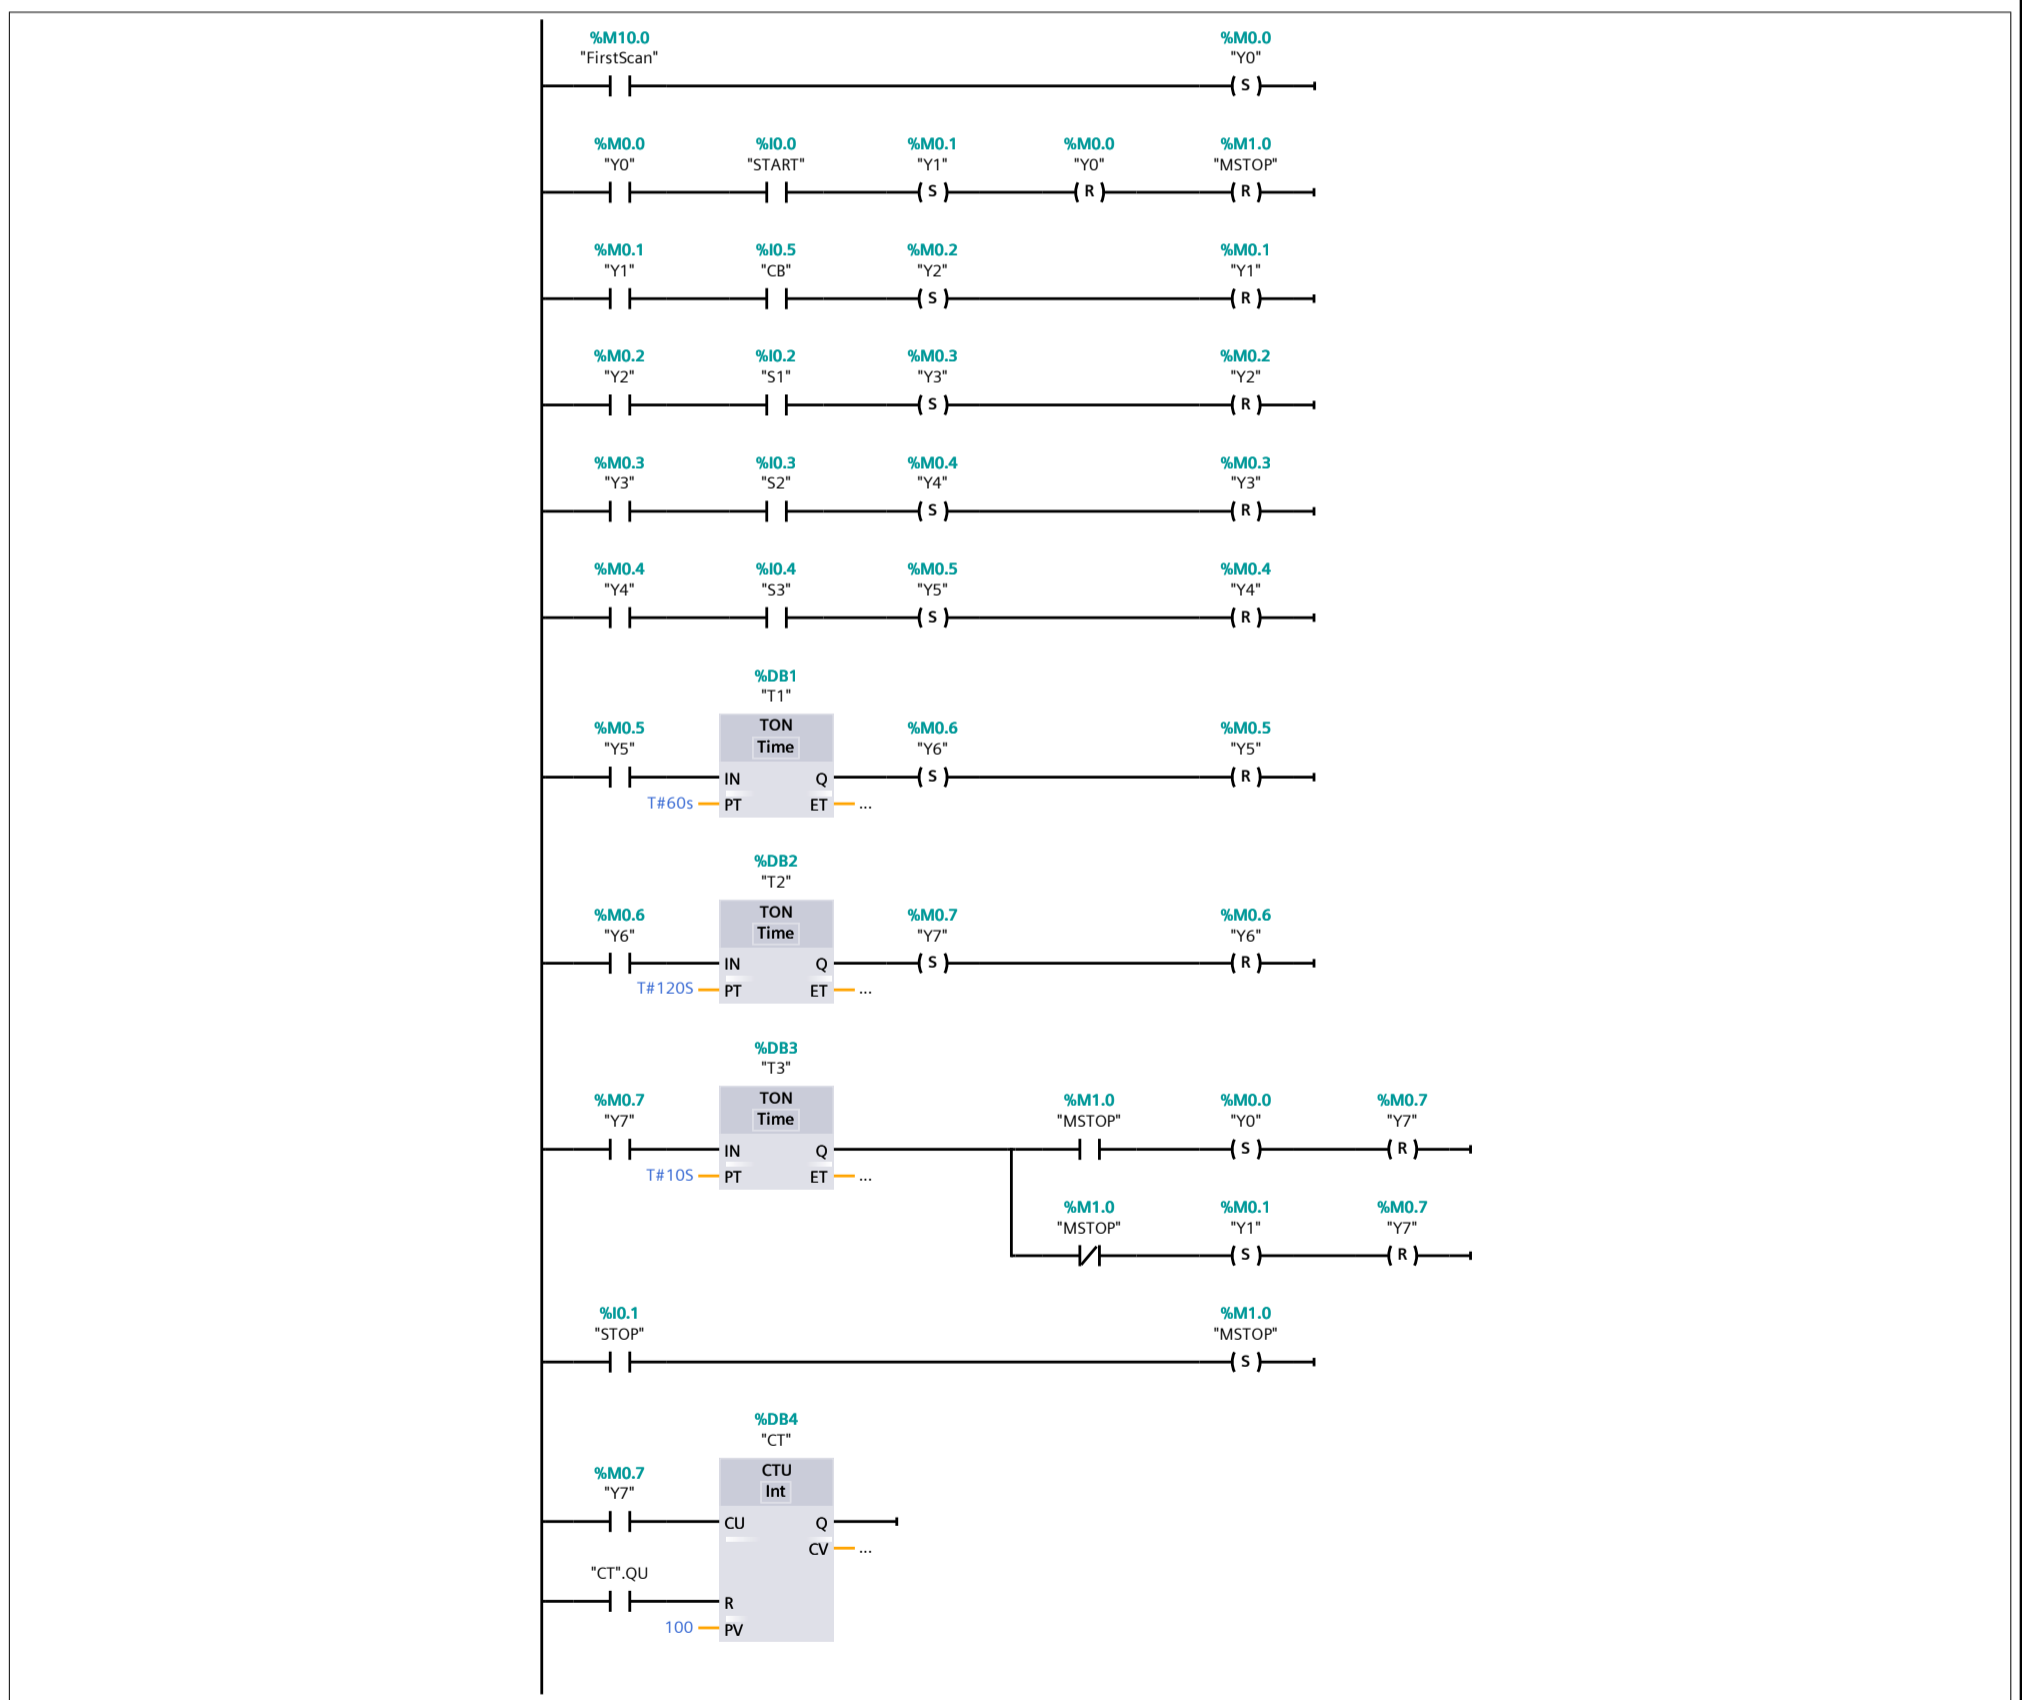 %M10.0 %M0.0
"FirstScan" "Y0"
( S )
%M0.0 %I0.0 %M0.1 %M0.0 %M1.0
"Y0" "START" "Y1" "Y0" "MSTOP"
( S ) ( R ) ( R )
%M0.1 %I0.5 %M0.2 %M0.1
"Y1" "CB" "Y2" "Y1"
( S ) ( R )
%M0.2 %I0.2 %M0.3 %M0.2
"Y2" "S1" "Y3" "Y2"
( S ) ( R )
%M0.3 %I0.3 %M0.4 %M0.3
"Y3" "S2" "Y4" "Y3"
( S ) ( R )
%M0.4 %I0.4 %M0.5 %M0.4
"Y4" "S3" "Y5" "Y4"
( S ) ( R )
%DB1
"T1"
%M0.5 TON %M0.6 %M0.5
"Y5" Time "Y6" "Y5"
IN Q ( S ) ( R )
T#60s PT ET ...
%DB2
"T2"
%M0.6 TON %M0.7 %M0.6
"Y6" Time "Y7" "Y6"
IN Q ( S ) ( R )
T#120S PT ET ...
%DB3
"T3"
%M0.7 TON %M1.0 %M0.0 %M0.7
"Y7" Time "MSTOP" "Y0" "Y7"
IN Q ( S ) ( R )
T#10S PT ET ...
%M1.0 %M0.1 %M0.7
"MSTOP" "Y1" "Y7"
( S ) ( R )
%I0.1 %M1.0
"STOP" "MSTOP"
( S )
%DB4
"CT"
%M0.7 CTU
"Y7" Int
CU Q
CV ...
"CT".QU
R
100 PV